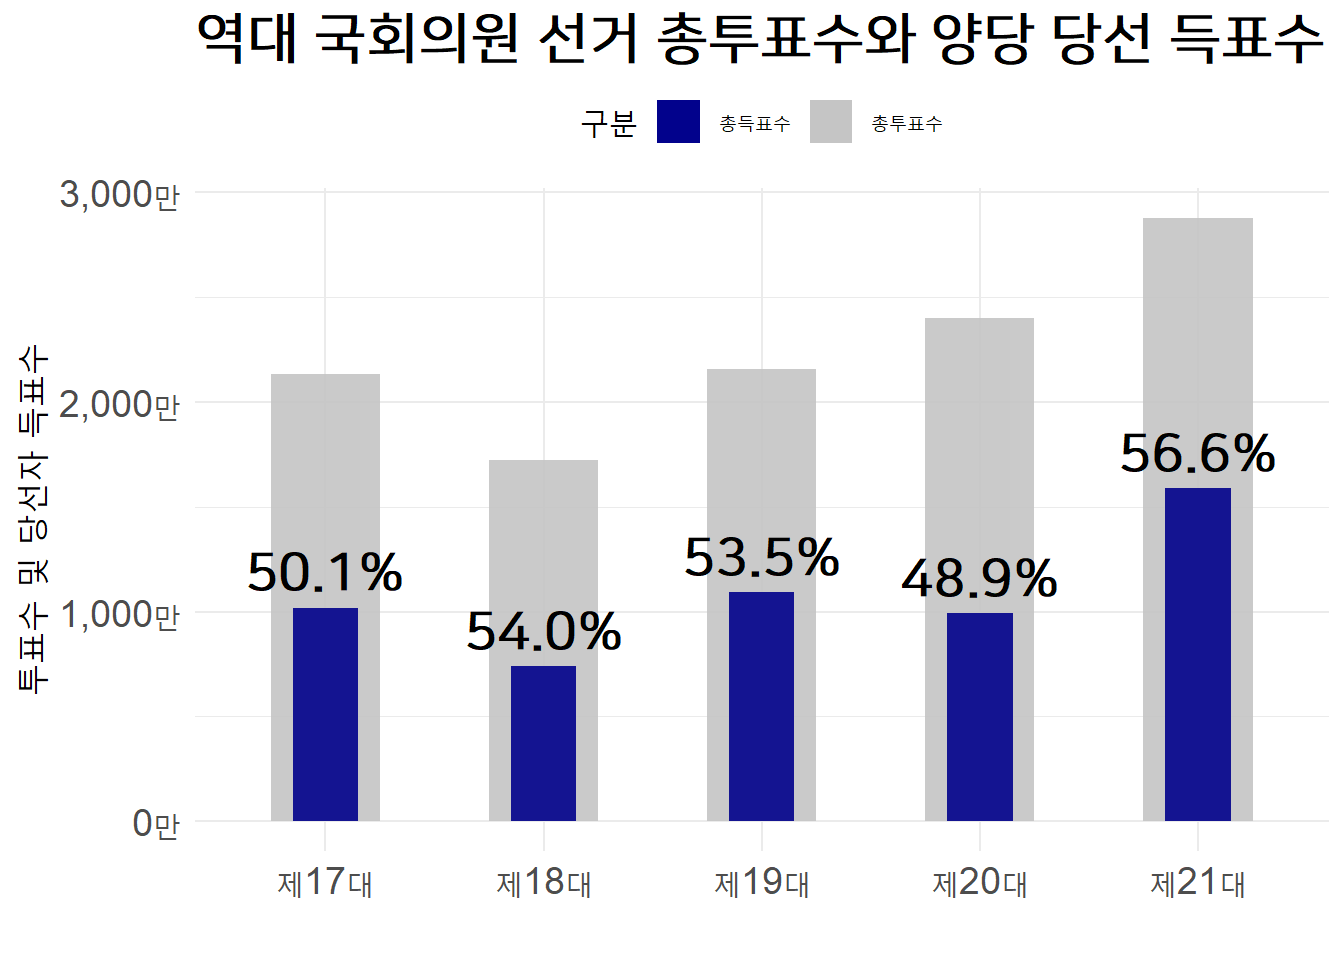 역대 국회의원 선거 총투표수와 양당 당선 득표수
구분 총득표수 총투표수
투표수 및 당선자 득표수
3,000만
2,000만
1,000만
0만
50.1%
54.0%
53.5%
48.9%
56.6%
제17대 제18대 제19대 제20대 제21대